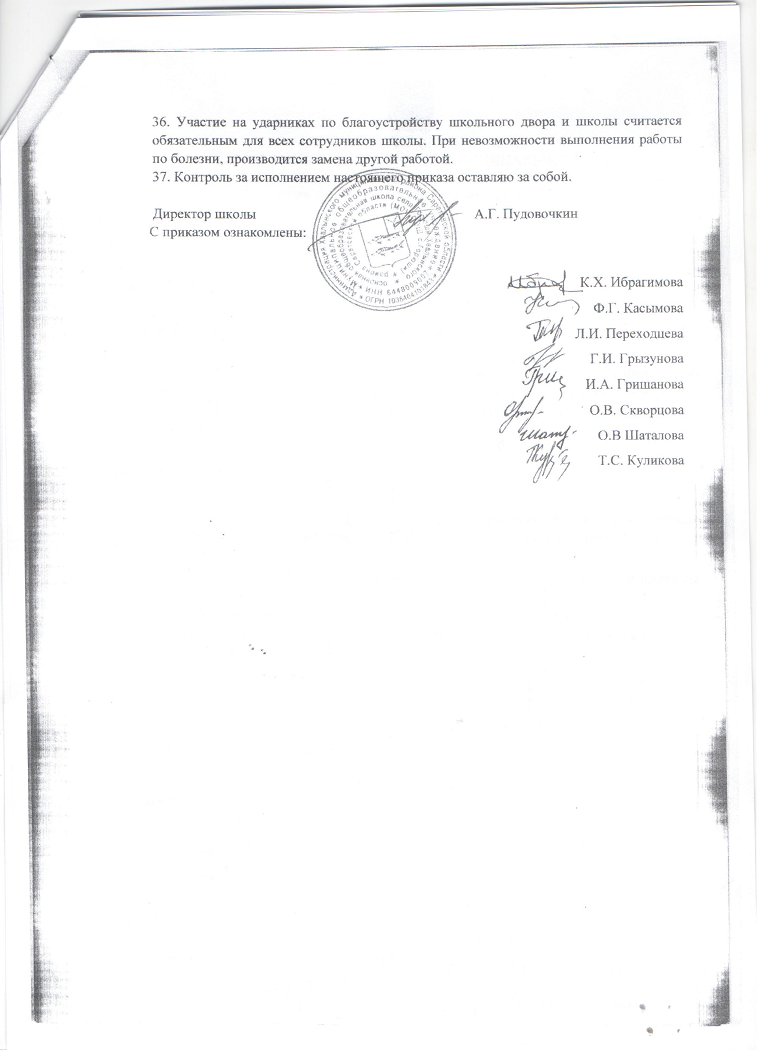 36. Участие на ударниках по благоустройству школьного двора и школы считается
обязательным для всех сотрудников школы. При невозможности выполнения работы
по болезни, производится замена другой работой.
37. Контроль за исполнением настоящего приказа оставляю за собой.
Директор школы А.Г. Пудовочкин
С приказом ознакомлены:
К.Х. Ибрагимова
Ф.Г. Касымова
Л.И. Переходцева
Г.И. Грызунова
И.А. Гришанова
О.В. Скворцова
О.В Шаталова
Т.С. Куликова